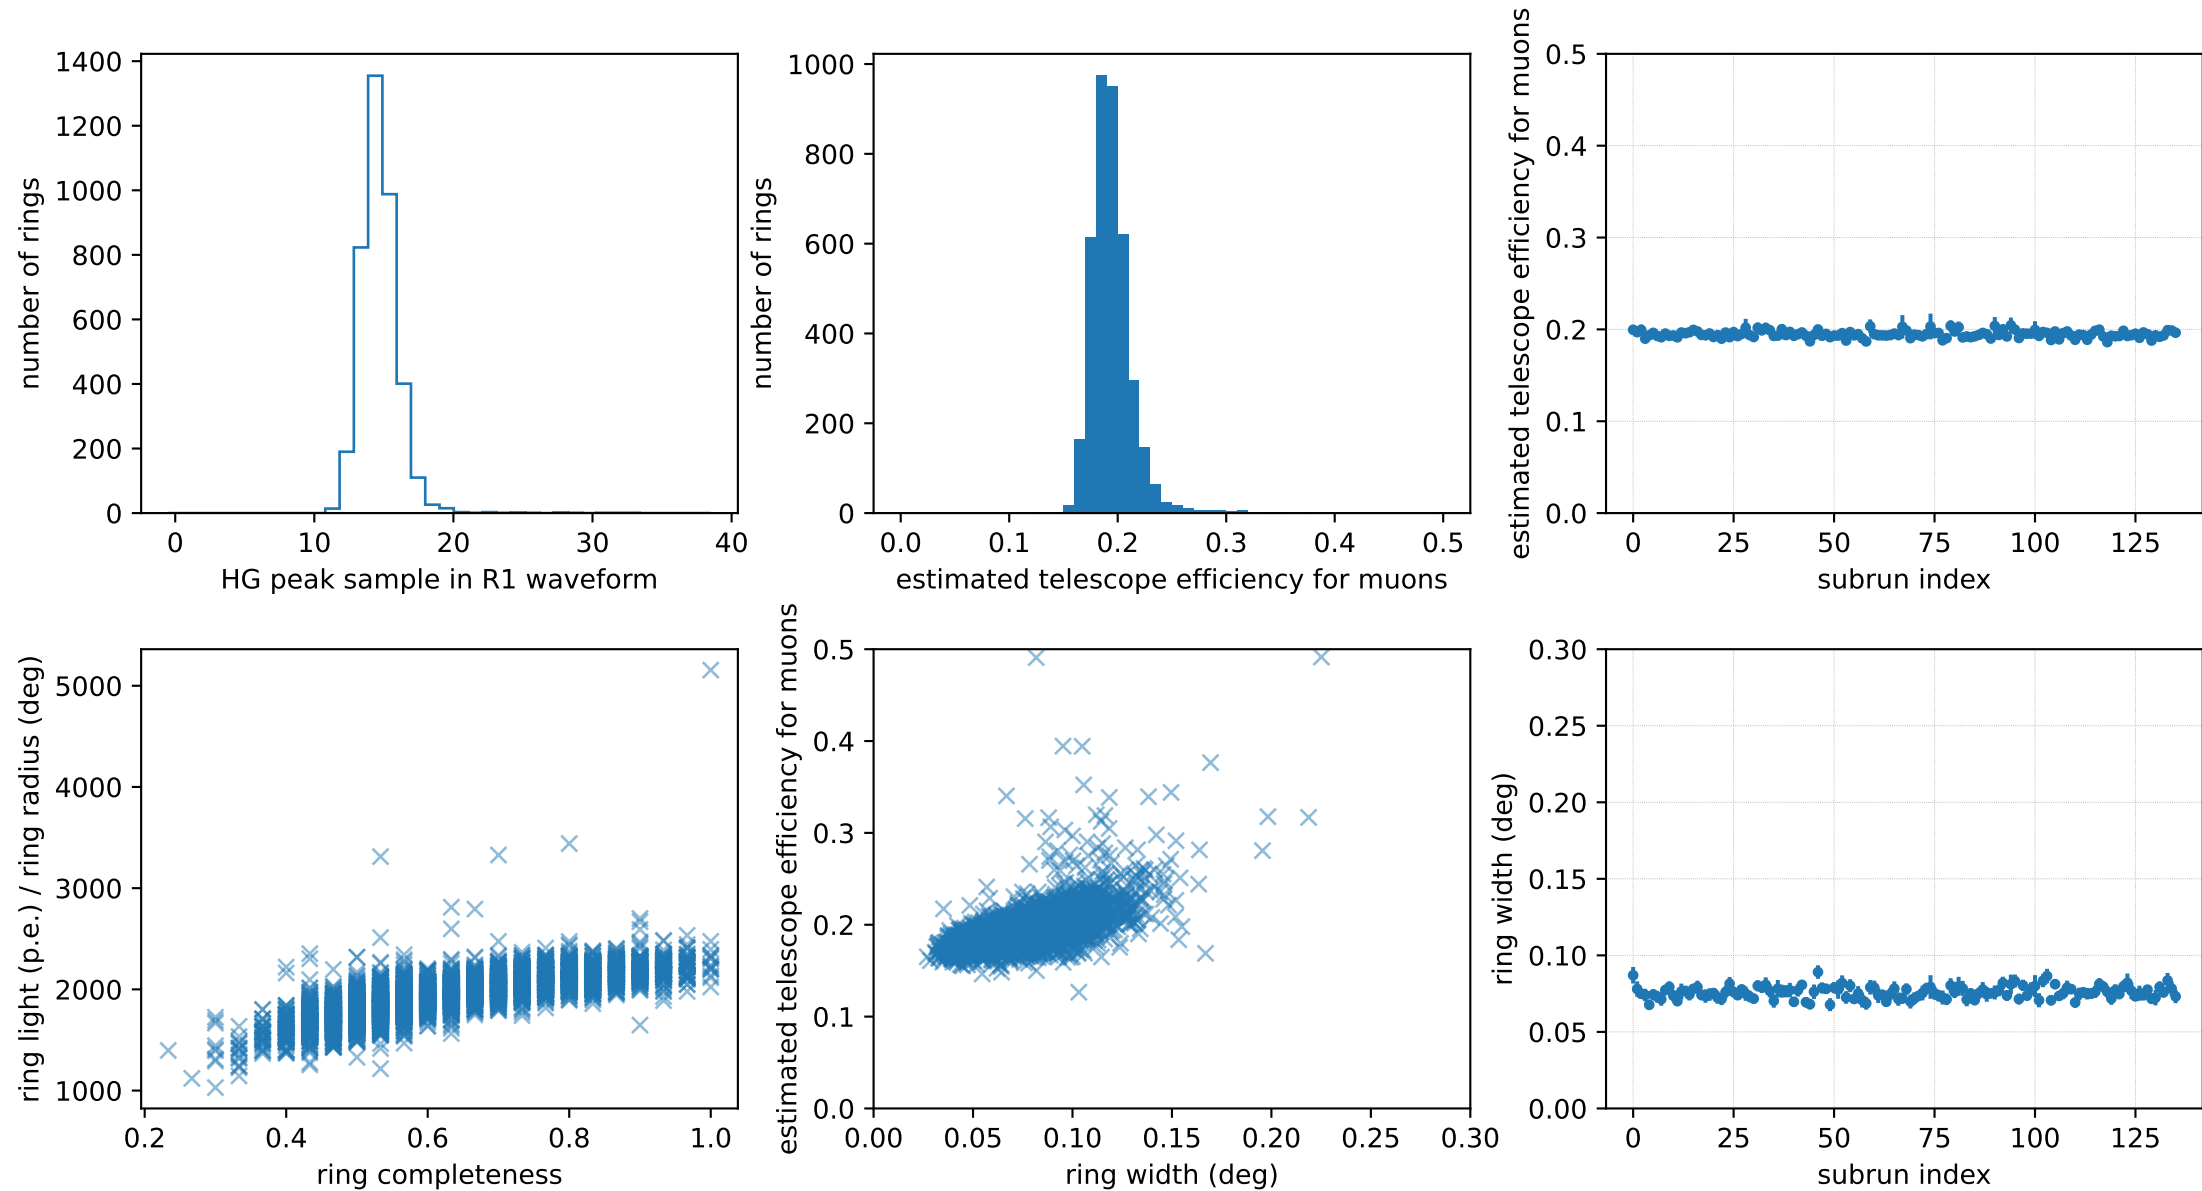 1400
1200
1000
800
600
400
200
0
number of rings
0 10 20 30 40
HG peak sample in R1 waveform
1000
800
600
400
200
0
number of rings
0.0 0.1 0.2 0.3 0.4 0.5
estimated telescope efficiency for muons
0.5
0.4
0.3
0.2
0.1
0.0
estimated telescope efficiency for muons
0 25 50 75 100 125
subrun index
5000
4000
3000
2000
1000
ring light (p.e.) / ring radius (deg)
0.2 0.4 0.6 0.8 1.0
ring completeness
0.5
0.4
0.3
0.2
0.1
0.0
estimated telescope efficiency for muons
0.00 0.05 0.10 0.15 0.20 0.25 0.30
ring width (deg)
0.30
0.25
0.20
0.15
0.10
0.05
0.00
ring width (deg)
0 25 50 75 100 125
subrun index